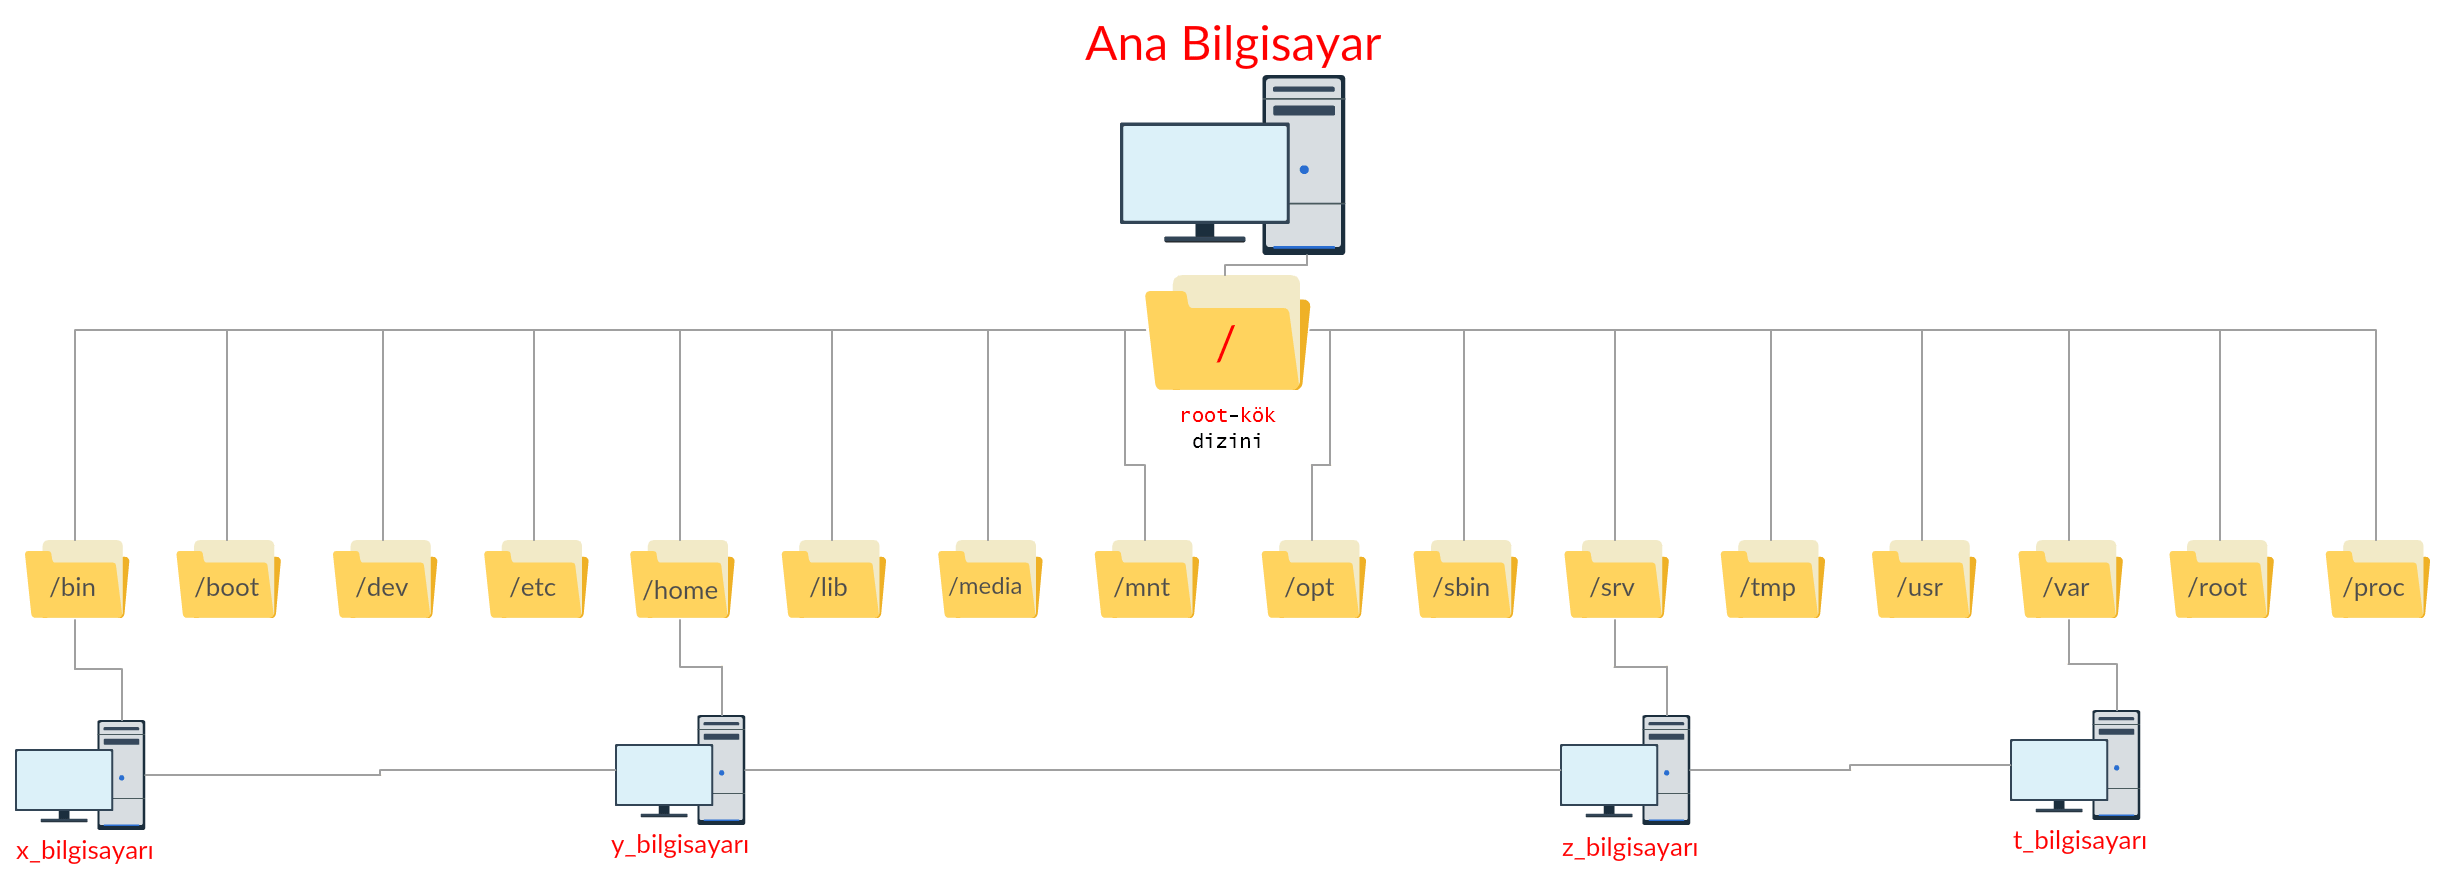 Ana Bilgisayar
/
root-kök
dizini
/bin
/boot
/dev
/etc
/home
/lib
/media
/mnt
/opt
/sbin
/srv
/tmp
/usr
/var
/root
/proc
x_bilgisayarı
y_bilgisayarı
z_bilgisayarı
t_bilgisayarı